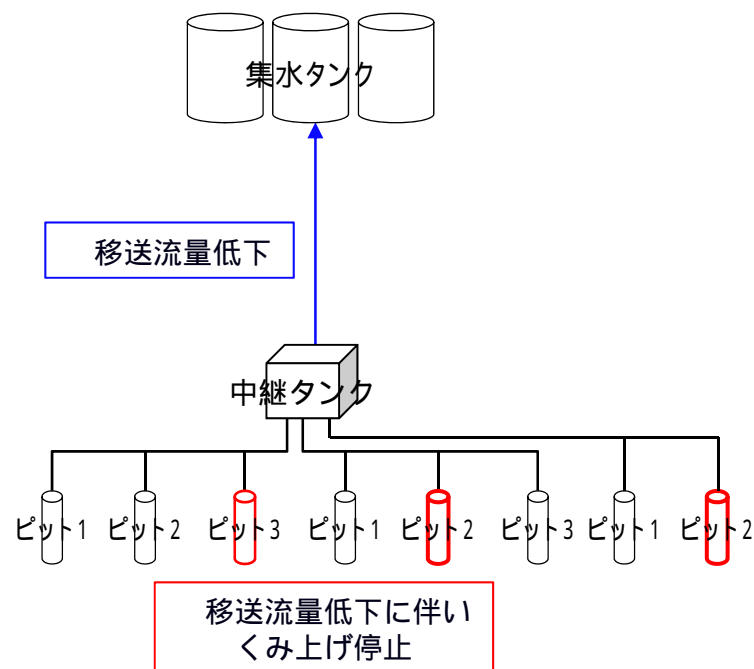 集水タンク
移送流量低下
中継タンク
ピット1 ピット2 ピット3 ピット1 ピット2 ピット3 ピット1 ピット2
移送流量低下に伴い
くみ上げ停止